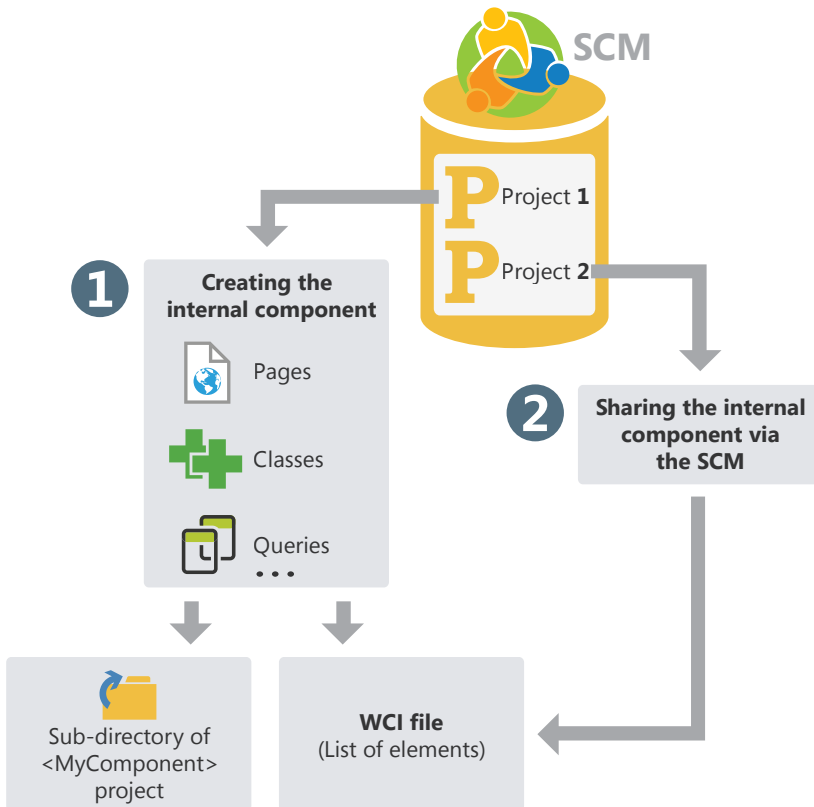 SCM
P Project 1
P Project 2
1
Creating the
internal component
Pages
Classes
Queries
...
2
Sharing the internal
component via
the SCM
Sub-directory of
<MyComponent>
project
WCI file
(List of elements)